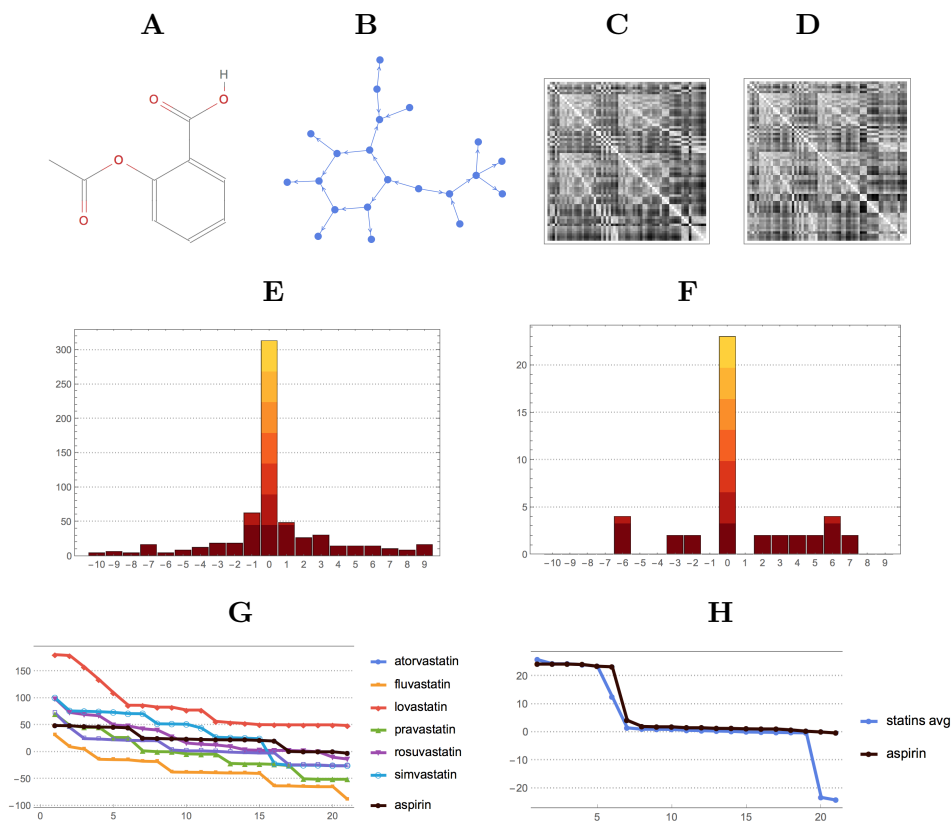 A B C D
H
O
O
O
O
E F
300
250
200
150
100
50
0
−10 −9 −8 −7 −6 −5 −4 −3 −2 −1 0 1 2 3 4 5 6 7 8 9
20
15
10
5
0
−10 −9 −8 −7 −6 −5 −4 −3 −2 −1 0 1 2 3 4 5 6 7 8 9
G H
150
100
50
0
−50
−100
0 5 10 15 20
atorvastatin
fluvastatin
lovastatin
pravastatin
rosuvastatin
simvastatin
aspirin
20
10
0
−10
−20
5 10 15 20
statins avg
aspirin